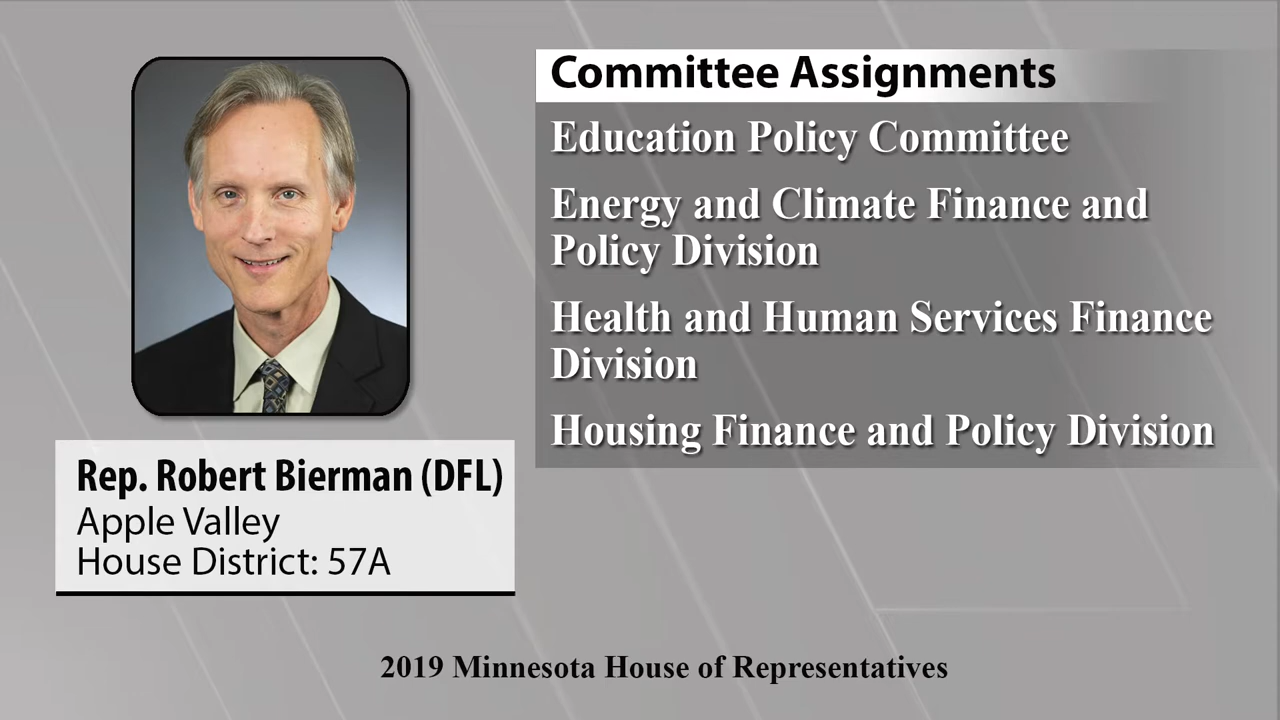 Committee Assignments
Education Policy Committee
Energy and Climate Finance and
Policy Division
Health and Human Services Finance
Division
Housing Finance and Policy Division
Rep. Robert Bierman (DFL)
Apple Valley
House District: 57A
2019 Minnesota House of Representatives